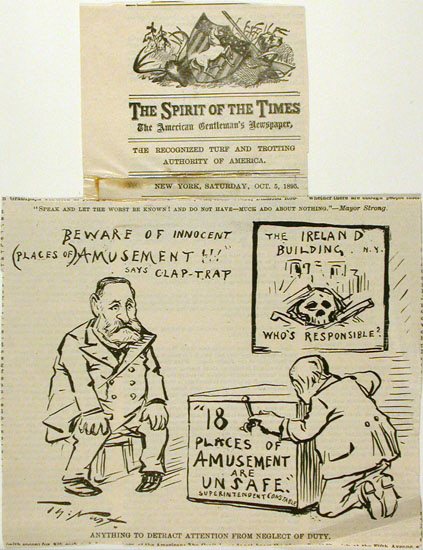 THE SPIRIT OF THE TIMES
The American Gentleman's Newspaper,
THE RECOGNIZED TURF AND TROTTING
AUTHORITY OF AMERICA.
NEW YORK, SATURDAY, OCT. 5, 1895.
"SPEAK AND LET THE WORST BE KNOWN! AND DO NOT HAVE—MUCH ADO ABOUT NOTHING."—Mayor Strong.
BEWARE OF INNOCENT
(PLACES OF) AMUSEMENT !!!"
SAYS CLAP-TRAP
THE IRELAND
BUILDING. N.Y.
WHO'S RESPONSIBLE?
"18
PLACES OF
AMUSEMENT
ARE
UNSAFE."
SUPERINTENDENT CONSTABLE
Th: Nast.
ANYTHING TO DETRACT ATTENTION FROM NEGLECT OF DUTY.